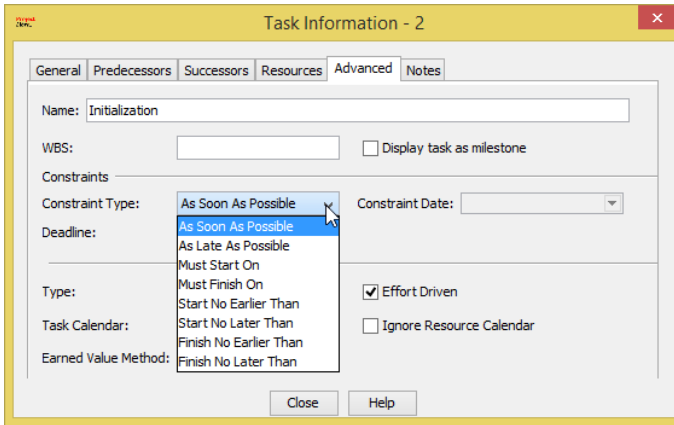 Task Information - 2
General Predecessors Successors Resources Advanced Notes
Name: Initialization
WBS: Display task as milestone
Constraints
Constraint Type: As Soon As Possible Constraint Date:
Deadline:
As Soon As Possible
As Late As Possible
Must Start On
Must Finish On
Start No Earlier Than
Start No Later Than
Finish No Earlier Than
Finish No Later Than
Type: Effort Driven
Task Calendar: Ignore Resource Calendar
Earned Value Method:
Close Help